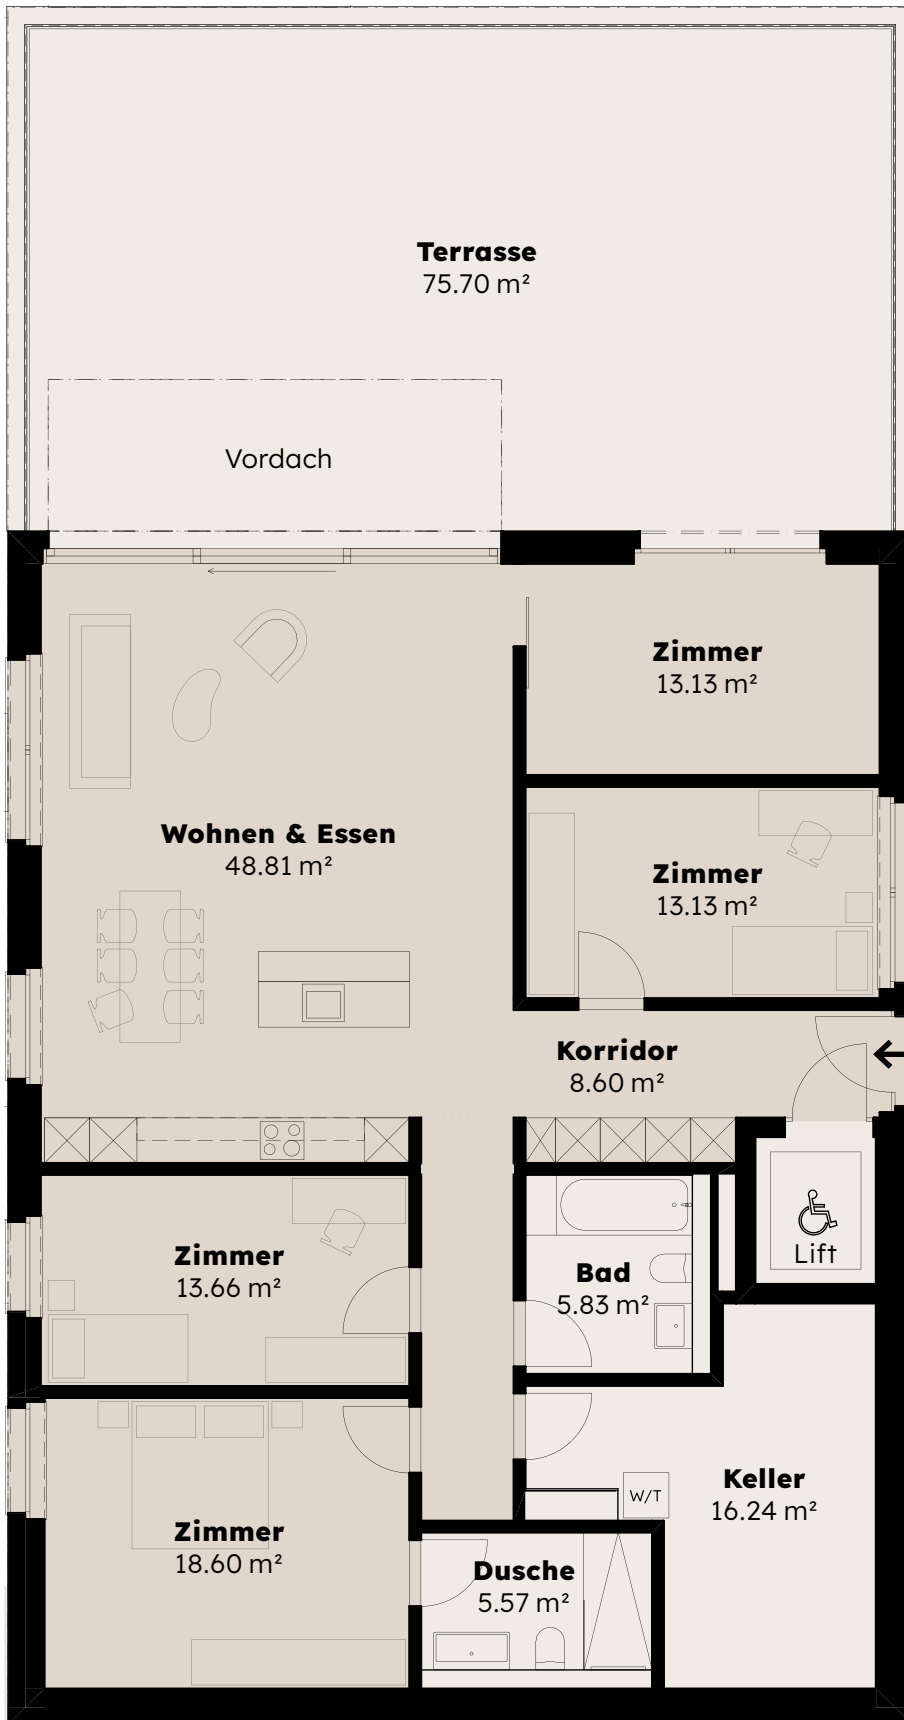 Terrasse
75.70 m²
Vordach
Zimmer
13.13 m²
Wohnen & Essen
48.81 m²
Zimmer
13.13 m²
Korridor
8.60 m²
Zimmer
13.66 m²
Lift
Bad
5.83 m²
Keller
16.24 m²
W/T
Zimmer
18.60 m²
Dusche
5.57 m²